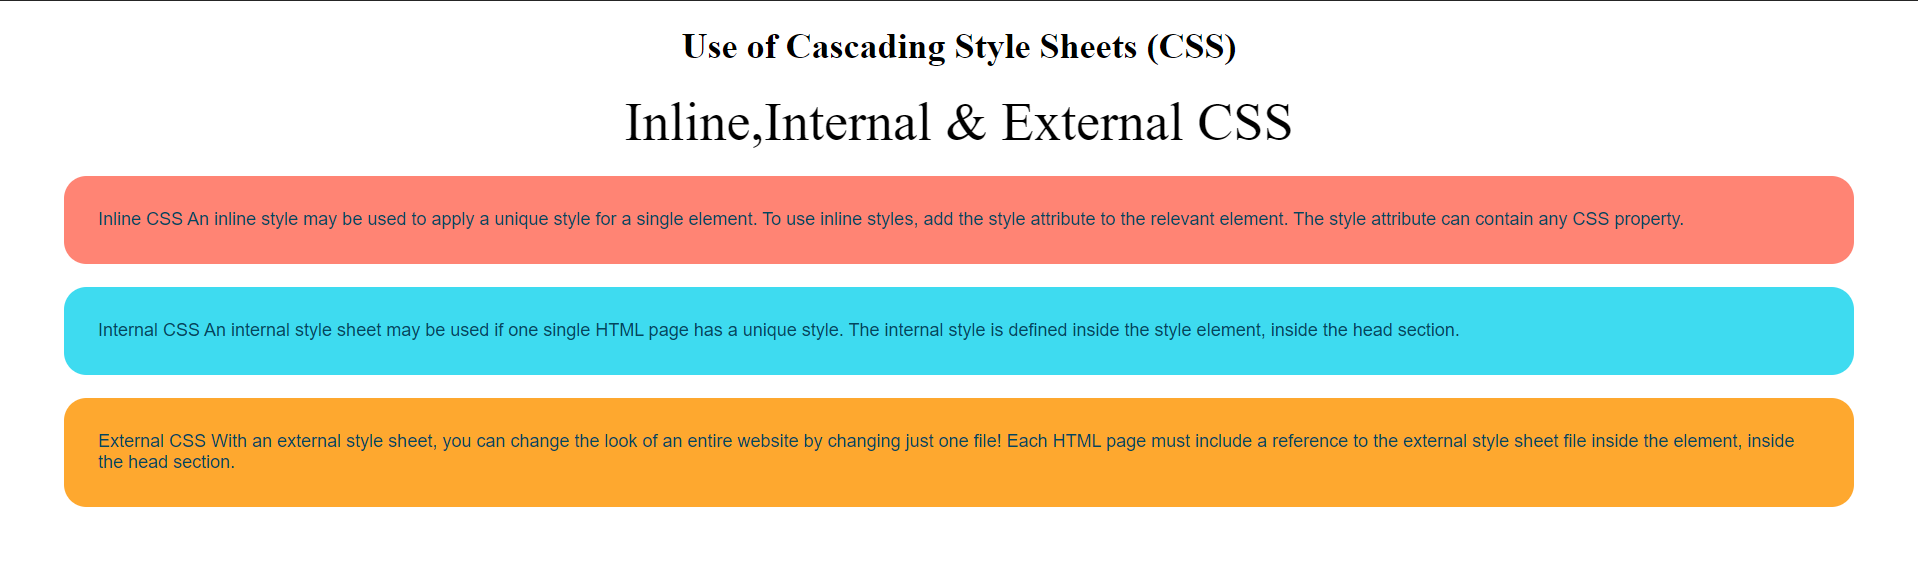 Use of Cascading Style Sheets (CSS)
Inline,Internal & External CSS
Inline CSS An inline style may be used to apply a unique style for a single element. To use inline styles, add the style attribute to the relevant element. The style attribute can contain any CSS property.
Internal CSS An internal style sheet may be used if one single HTML page has a unique style. The internal style is defined inside the style element, inside the head section.
External CSS With an external style sheet, you can change the look of an entire website by changing just one file! Each HTML page must include a reference to the external style sheet file inside the element, inside
the head section.